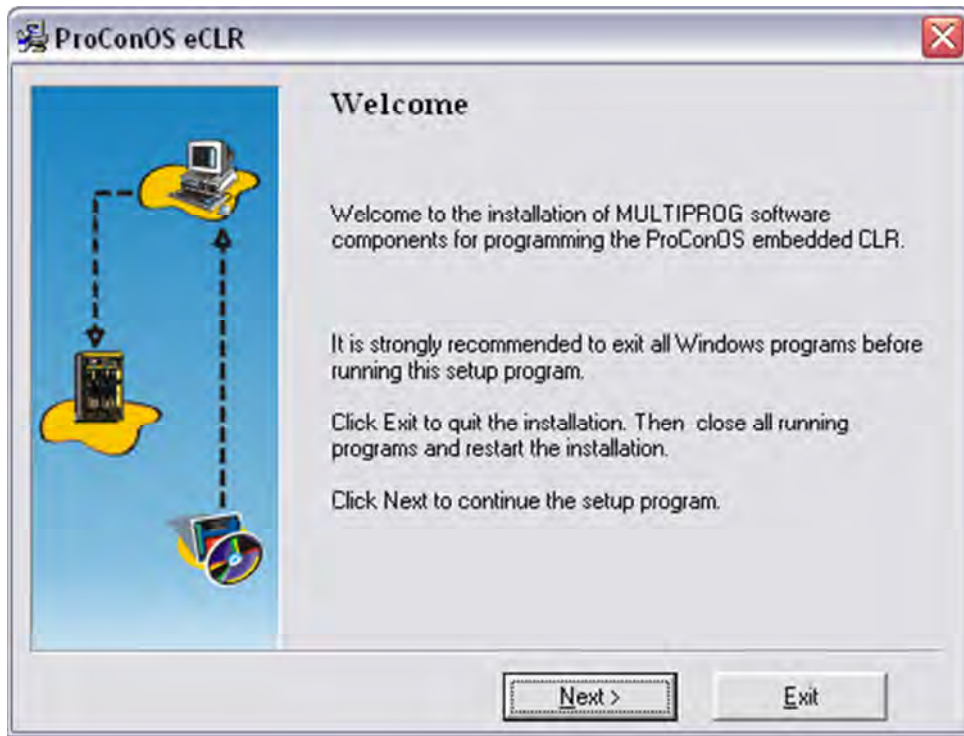 ProConOS eCLR
Welcome
Welcome to the installation of MULTIPROG software
components for programming the ProConOS embedded CLR.
It is strongly recommended to exit all Windows programs before
running this setup program.
Click Exit to quit the installation. Then  close all running
programs and restart the installation.
Click Next to continue the setup program.
Next >
Exit